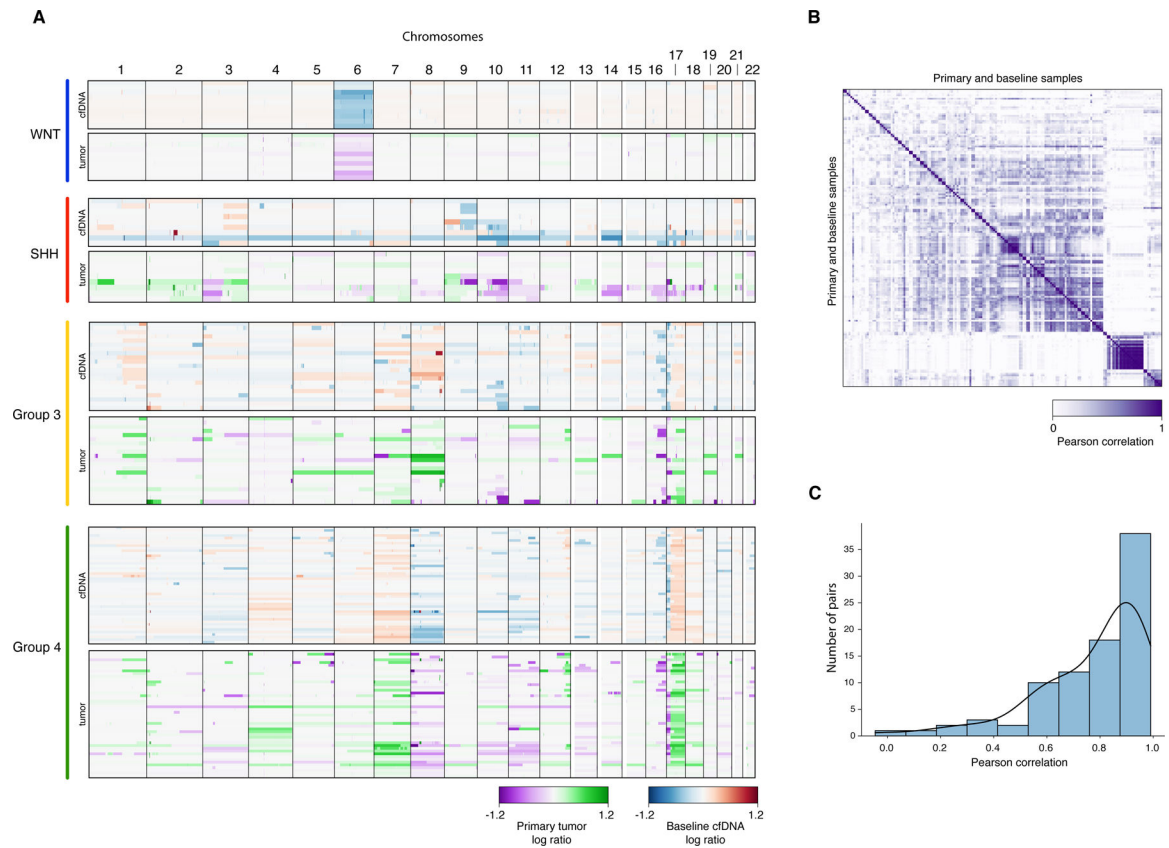 A
Chromosomes
1 2 3 4 5 6 7 8 9 10 11 12 13 14 15 16 17 18 19 20 21 22
WNT
cfDNA
tumor
SHH
cfDNA
tumor
Group 3
cfDNA
tumor
Group 4
cfDNA
tumor
-1.2 1.2
Primary tumor
log ratio
-1.2 1.2
Baseline cfDNA
log ratio
B
Primary and baseline samples
Primary and baseline samples
0 1
Pearson correlation
C
Number of pairs
35
30
25
20
15
10
5
0
0.0 0.2 0.4 0.6 0.8 1.0
Pearson correlation